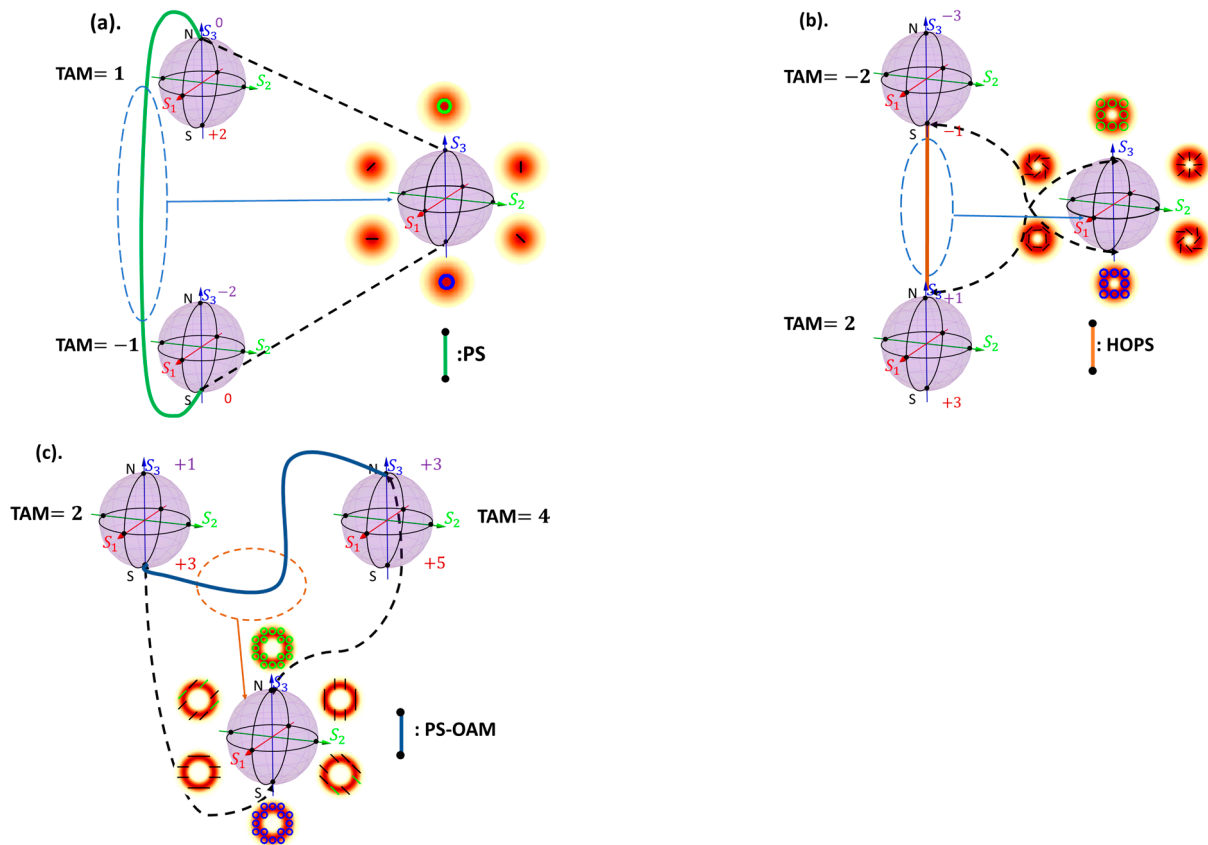 (a).
0
N S₃
TAM= 1
S₂
S₁
S +2
S₃
S₂
S₁
N S₃ −2
TAM= −1
S₂
S₁
S 0
:PS
(b).
−3
N S₃
TAM= −2
S₂
S₁
S −1
S₃
S₂
S₁
N S₃ +1
TAM= 2
S₂
S₁
S +3
: HOPS
(c).
N S₃ +1
TAM= 2
S₂
S₁
S +3
N S₃ +3
TAM= 4
S₂
S₁
S +5
N S₃
S₂
S₁
S
: PS-OAM